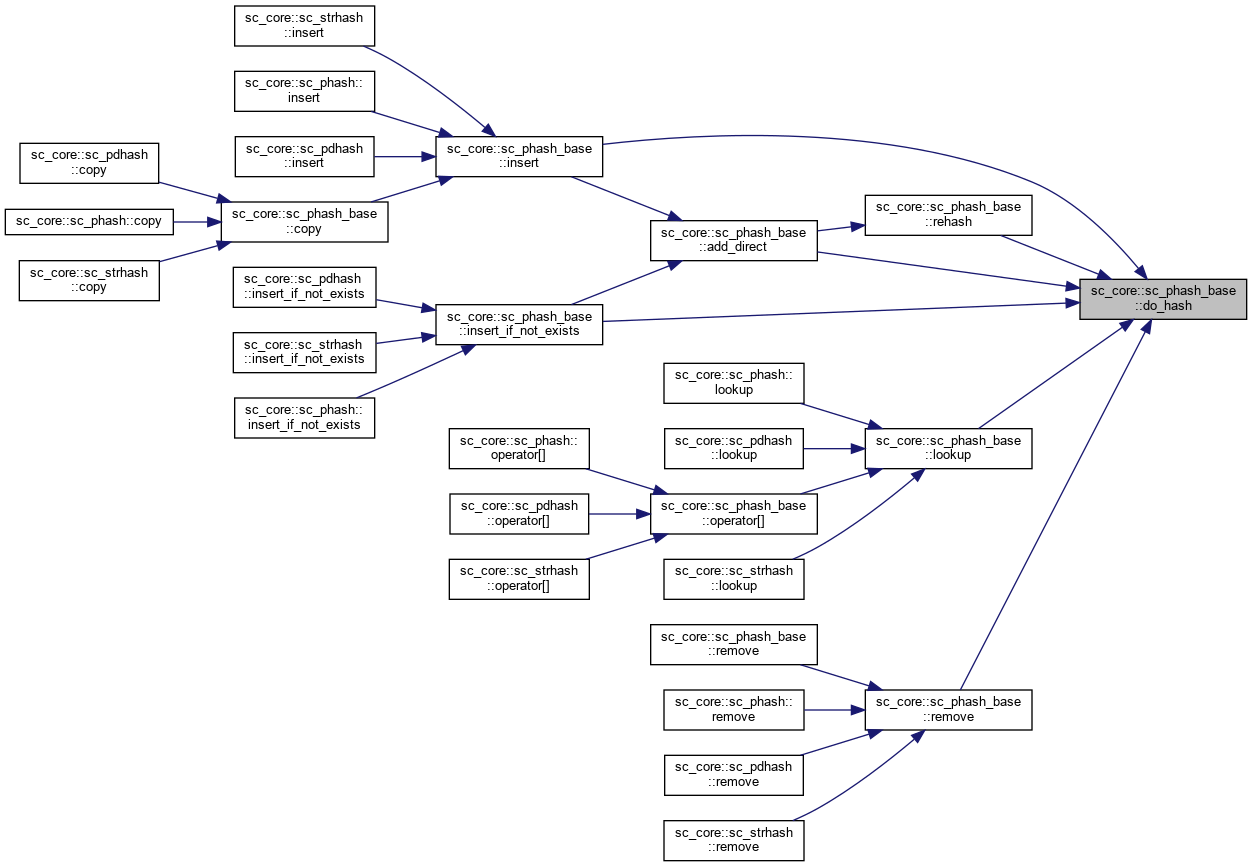 sc_core::sc_strhash
::insert
sc_core::sc_phash::
insert
sc_core::sc_pdhash
::insert
sc_core::sc_phash_base
::insert
sc_core::sc_pdhash
::copy
sc_core::sc_phash::copy
sc_core::sc_strhash
::copy
sc_core::sc_phash_base
::copy
sc_core::sc_phash_base
::rehash
sc_core::sc_phash_base
::add_direct
sc_core::sc_phash_base
::do_hash
sc_core::sc_pdhash
::insert_if_not_exists
sc_core::sc_strhash
::insert_if_not_exists
sc_core::sc_phash::
insert_if_not_exists
sc_core::sc_phash_base
::insert_if_not_exists
sc_core::sc_phash::
lookup
sc_core::sc_pdhash
::lookup
sc_core::sc_phash_base
::lookup
sc_core::sc_phash::
operator[]
sc_core::sc_pdhash
::operator[]
sc_core::sc_strhash
::operator[]
sc_core::sc_phash_base
::operator[]
sc_core::sc_strhash
::lookup
sc_core::sc_phash_base
::remove
sc_core::sc_phash::
remove
sc_core::sc_phash_base
::remove
sc_core::sc_pdhash
::remove
sc_core::sc_strhash
::remove